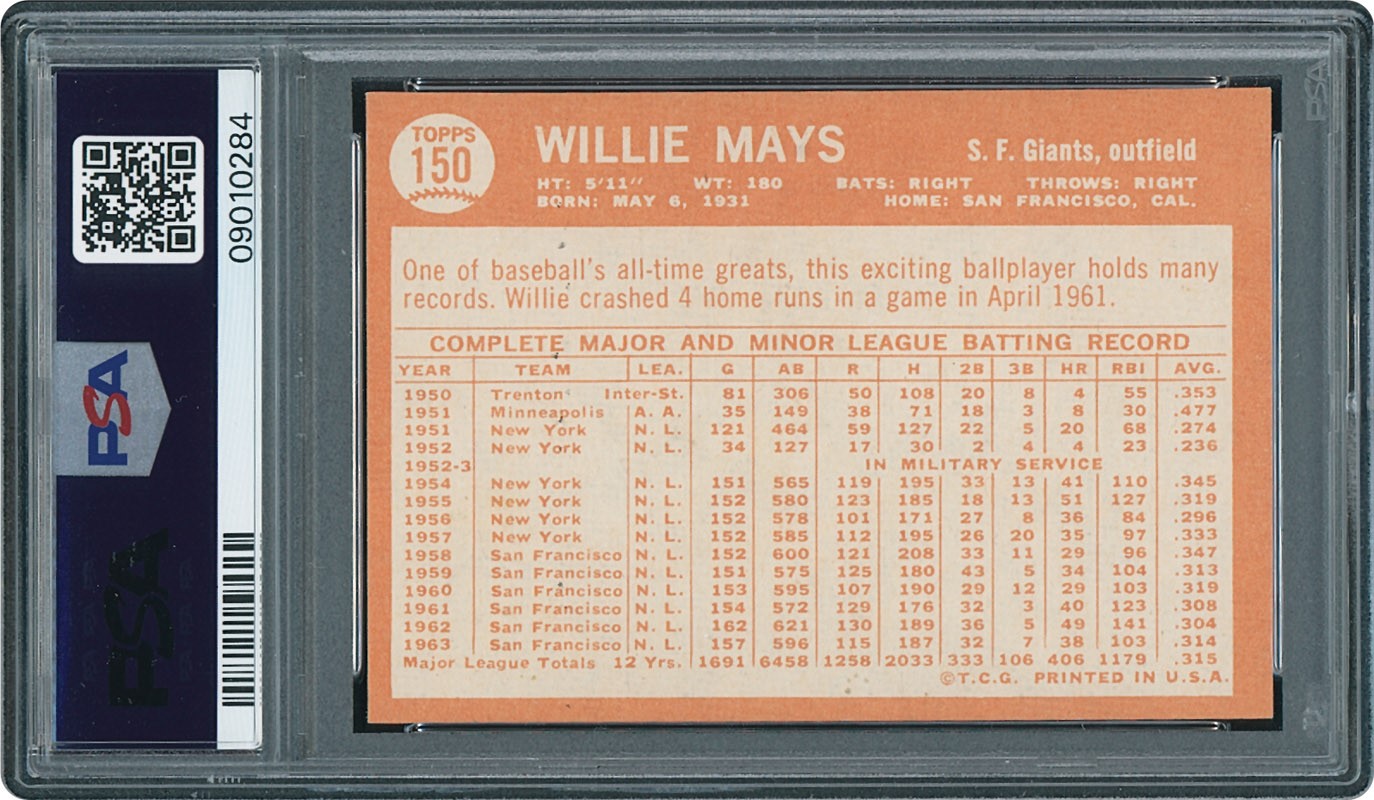 09010284
PSA
PSA
PSA
TOPPS
150
WILLIE MAYS
S. F. Giants, outfield
HT: 5'11" WT: 180 BATS: RIGHT THROWS: RIGHT
BORN: MAY 6, 1931 HOME: SAN FRANCISCO, CAL.
One of baseball's all-time greats, this exciting ballplayer holds many
records. Willie crashed 4 home runs in a game in April 1961.
COMPLETE MAJOR AND MINOR LEAGUE BATTING RECORD
YEAR TEAM LEA. G AB R H 2B 3B HR RBI AVG.
1950 Trenton Inter-St. 81 306 50 108 20 8 4 55 .353
1951 Minneapolis A. A. 35 149 38 71 18 3 8 30 .477
1951 New York N. L. 121 464 59 127 22 5 20 68 .274
1952 New York N. L. 34 127 17 30 2 4 4 23 .236
1952-3 IN MILITARY SERVICE
1954 New York N. L. 151 565 119 195 33 13 41 110 .345
1955 New York N. L. 152 580 123 185 18 13 51 127 .319
1956 New York N. L. 152 578 101 171 27 8 36 84 .296
1957 New York N. L. 152 585 112 195 26 20 35 97 .333
1958 San Francisco N. L. 152 600 121 208 33 11 29 96 .347
1959 San Francisco N. L. 151 575 125 180 43 5 34 104 .313
1960 San Francisco N. L. 153 595 107 190 29 12 29 103 .319
1961 San Francisco N. L. 154 572 129 176 32 3 40 123 .308
1962 San Francisco N. L. 162 621 130 189 36 5 49 141 .304
1963 San Francisco N. L. 157 596 115 187 32 7 38 103 .314
Major League Totals 12 Yrs. 1691 6458 1258 2033 333 106 406 1179 .315
©T.C.G. PRINTED IN U.S.A.